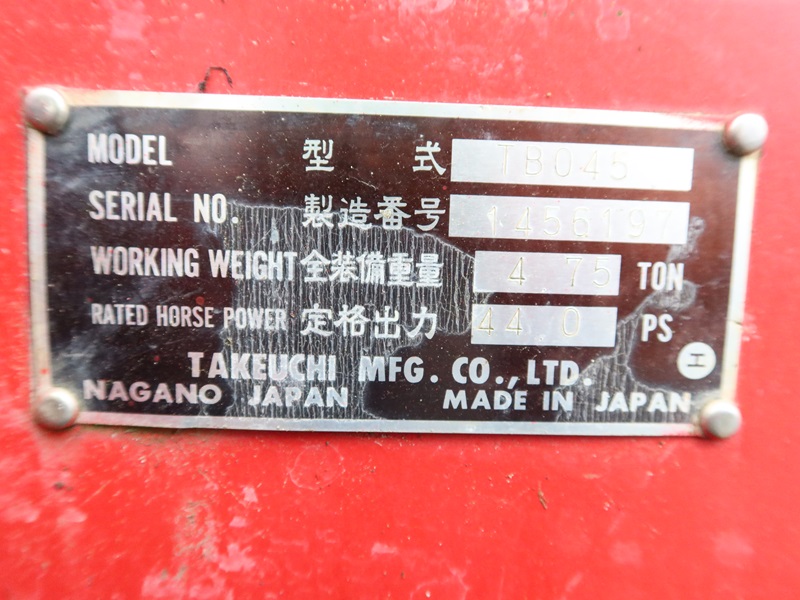 MODEL 型式 TB045
SERIAL NO. 製造番号 1456197
WORKING WEIGHT 全装備重量 4.75 TON
RATED HORSE POWER 定格出力 44.0 PS
TAKEUCHI MFG. CO., LTD. エ
NAGANO JAPAN MADE IN JAPAN